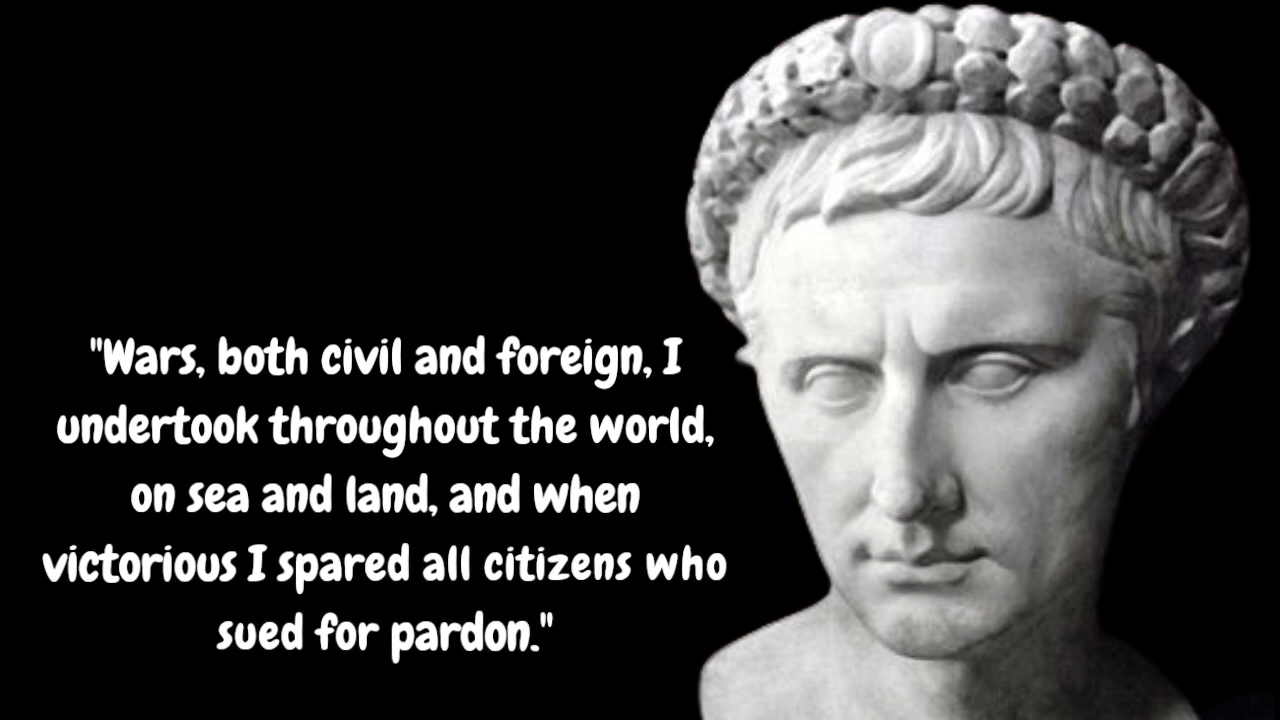 "Wars, both civil and foreign, I
undertook throughout the world,
on sea and land, and when
victorious I spared all citizens who
sued for pardon."